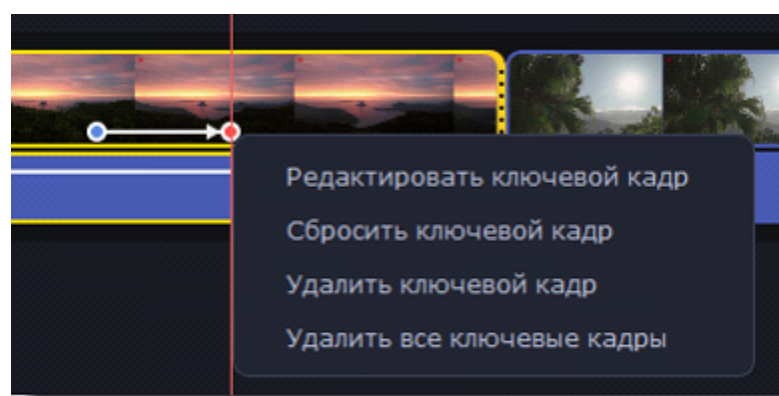 Редактировать ключевой кадр
Сбросить ключевой кадр
Удалить ключевой кадр
Удалить все ключевые кадры